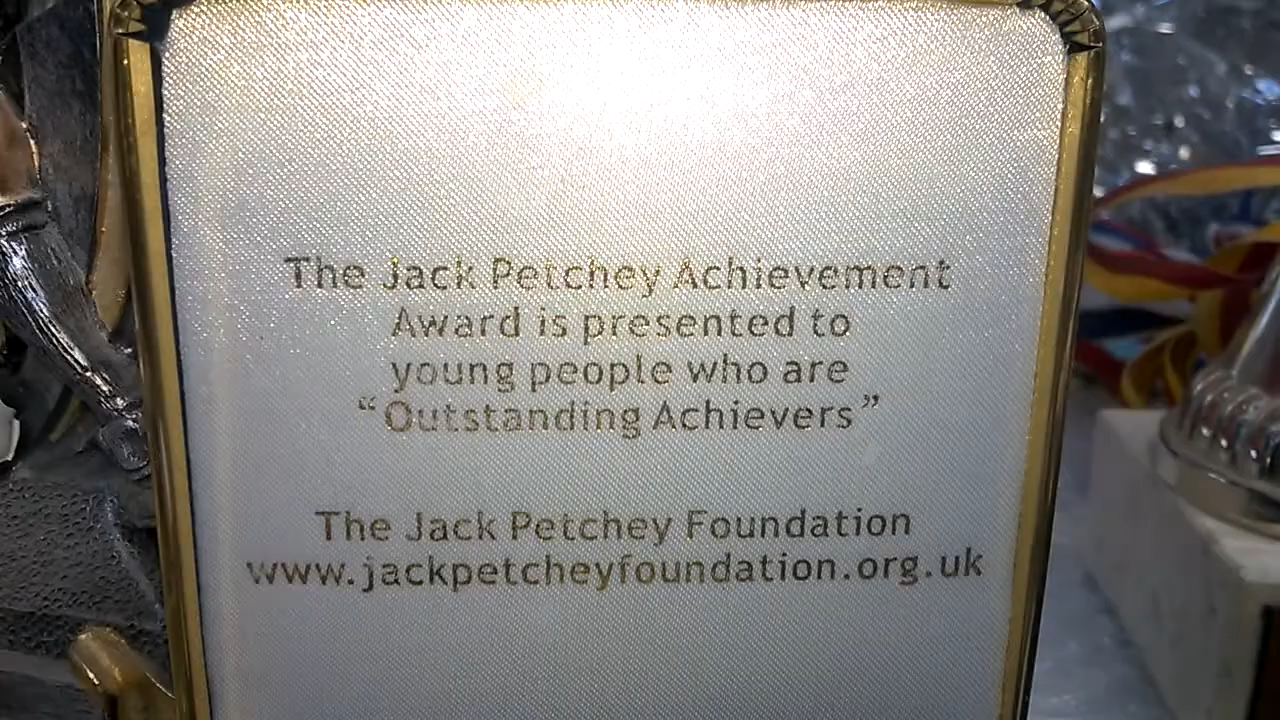 The Jack Petchey Achievement
Award is presented to
young people who are
“Outstanding Achievers”
The Jack Petchey Foundation
www.jackpetcheyfoundation.org.uk